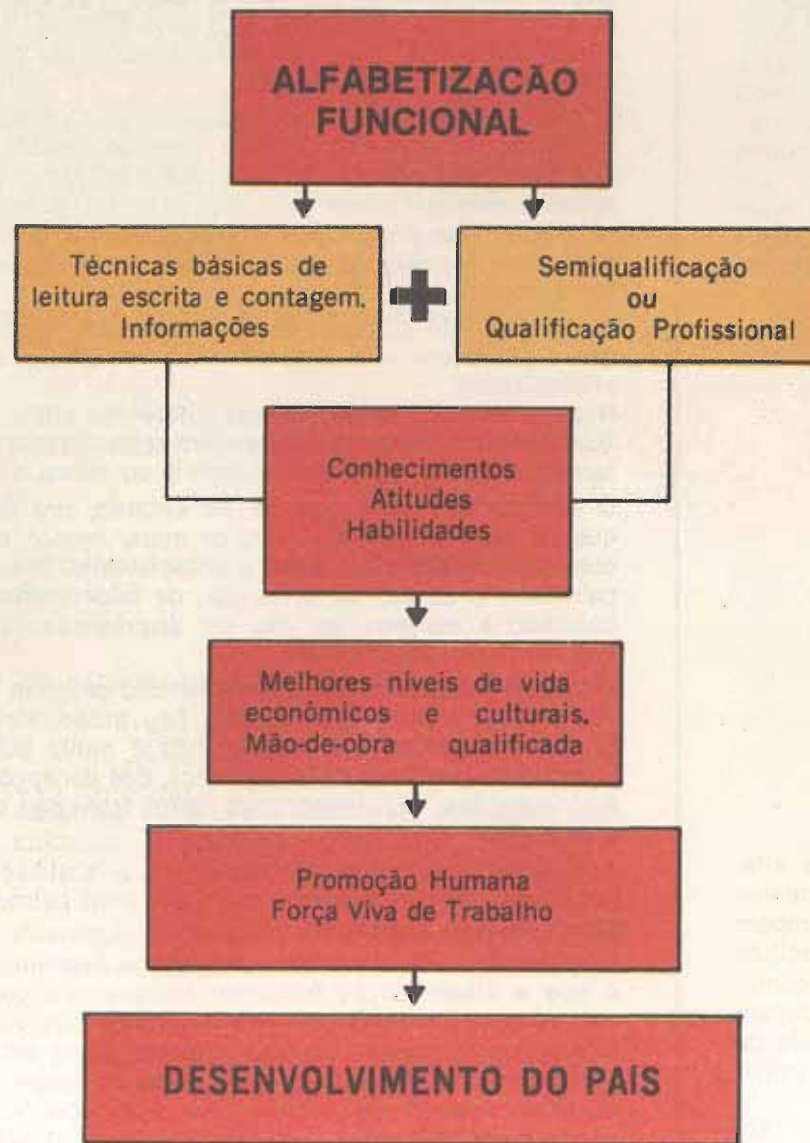 ALFABETIZACÃO
FUNCIONAL
Técnicas básicas de
leitura escrita e contagem.
Informações
+
Semiqualificação
ou
Qualificação Profissional
Conhecimentos
Atitudes
Habilidades
Melhores níveis de vida
econômicos e culturais.
Mão-de-obra qualificada
Promoção Humana
Força Viva de Trabalho
DESENVOLVIMENTO DO PAÍS